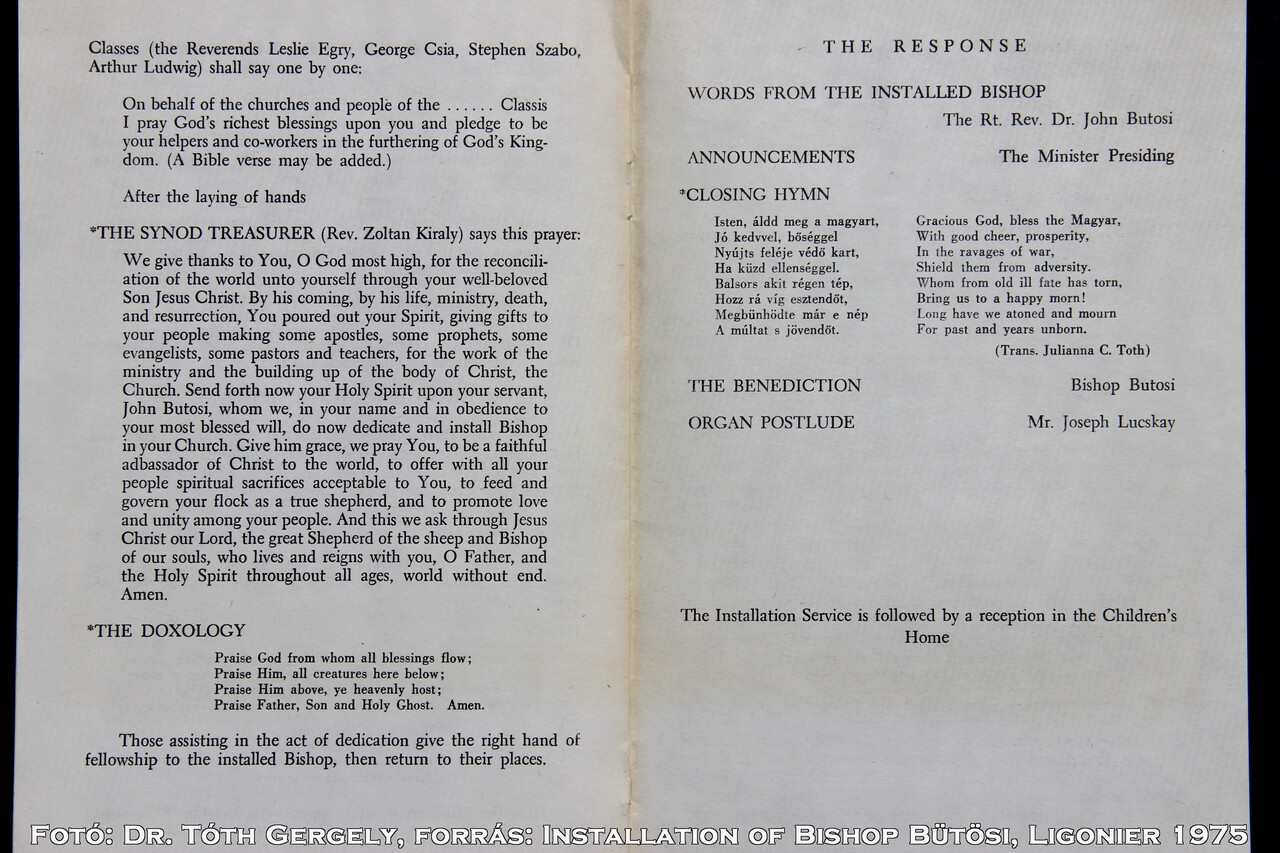 Classes (the Reverends Leslie Egry, George Csia, Stephen Szabo,
Arthur Ludwig) shall say one by one:
On behalf of the churches and people of the ...... Classis
I pray God's richest blessings upon you and pledge to be
your helpers and co-workers in the furthering of God's King-
dom. (A Bible verse may be added.)
After the laying of hands
*THE SYNOD TREASURER (Rev. Zoltan Kiraly) says this prayer:
We give thanks to You, O God most high, for the reconcili-
ation of the world unto yourself through your well-beloved
Son Jesus Christ. By his coming, by his life, ministry, death,
and resurrection, You poured out your Spirit, giving gifts to
your people making some apostles, some prophets, some
evangelists, some pastors and teachers, for the work of the
ministry and the building up of the body of Christ, the
Church. Send forth now your Holy Spirit upon your servant,
John Butosi, whom we, in your name and in obedience to
your most blessed will, do now dedicate and install Bishop
in your Church. Give him grace, we pray You, to be a faithful
adbassador of Christ to the world, to offer with all your
people spiritual sacrifices acceptable to You, to feed and
govern your flock as a true shepherd, and to promote love
and unity among your people. And this we ask through Jesus
Christ our Lord, the great Shepherd of the sheep and Bishop
of our souls, who lives and reigns with you, O Father, and
the Holy Spirit throughout all ages, world without end.
Amen.
*THE DOXOLOGY
Praise God from whom all blessings flow;
Praise Him, all creatures here below;
Praise Him above, ye heavenly host;
Praise Father, Son and Holy Ghost. Amen.
Those assisting in the act of dedication give the right hand of
fellowship to the installed Bishop, then return to their places.
THE RESPONSE
WORDS FROM THE INSTALLED BISHOP
The Rt. Rev. Dr. John Butosi
ANNOUNCEMENTS The Minister Presiding
*CLOSING HYMN
Isten, áldd meg a magyart,
Jó kedvvel, bőséggel
Nyújts feléje védő kart,
Ha küzd ellenséggel.
Balsors akit régen tép,
Hozz rá víg esztendőt,
Megbünhödte már e nép
A múltat s jövendőt.
Gracious God, bless the Magyar,
With good cheer, prosperity,
In the ravages of war,
Shield them from adversity.
Whom from old ill fate has torn,
Bring us to a happy morn!
Long have we atoned and mourn
For past and years unborn.
(Trans. Julianna C. Toth)
THE BENEDICTION Bishop Butosi
ORGAN POSTLUDE Mr. Joseph Lucskay
The Installation Service is followed by a reception in the Children's
Home
Fotó: Dr. Tóth Gergely, forrás: Installation of Bishop Bütösi, Ligonier 1975